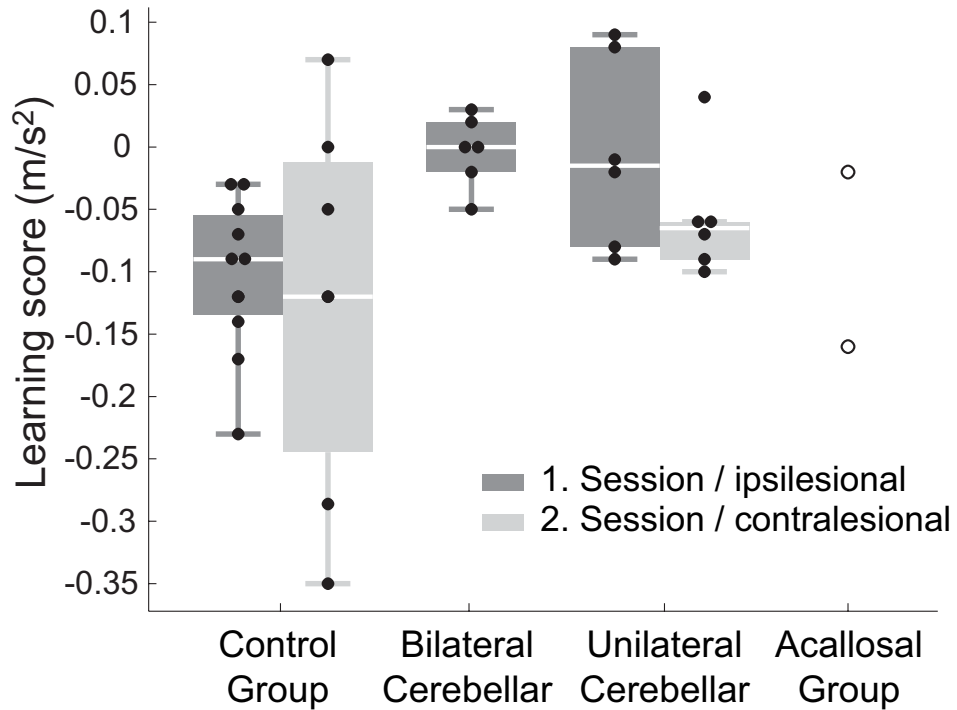 Learning score (m/s²)
0.1
0.05
0
-0.05
-0.1
-0.15
-0.2
-0.25
-0.3
-0.35
1. Session / ipsilesional
2. Session / contralesional
Control
Group
Bilateral
Cerebellar
Unilateral
Cerebellar
Acallosal
Group